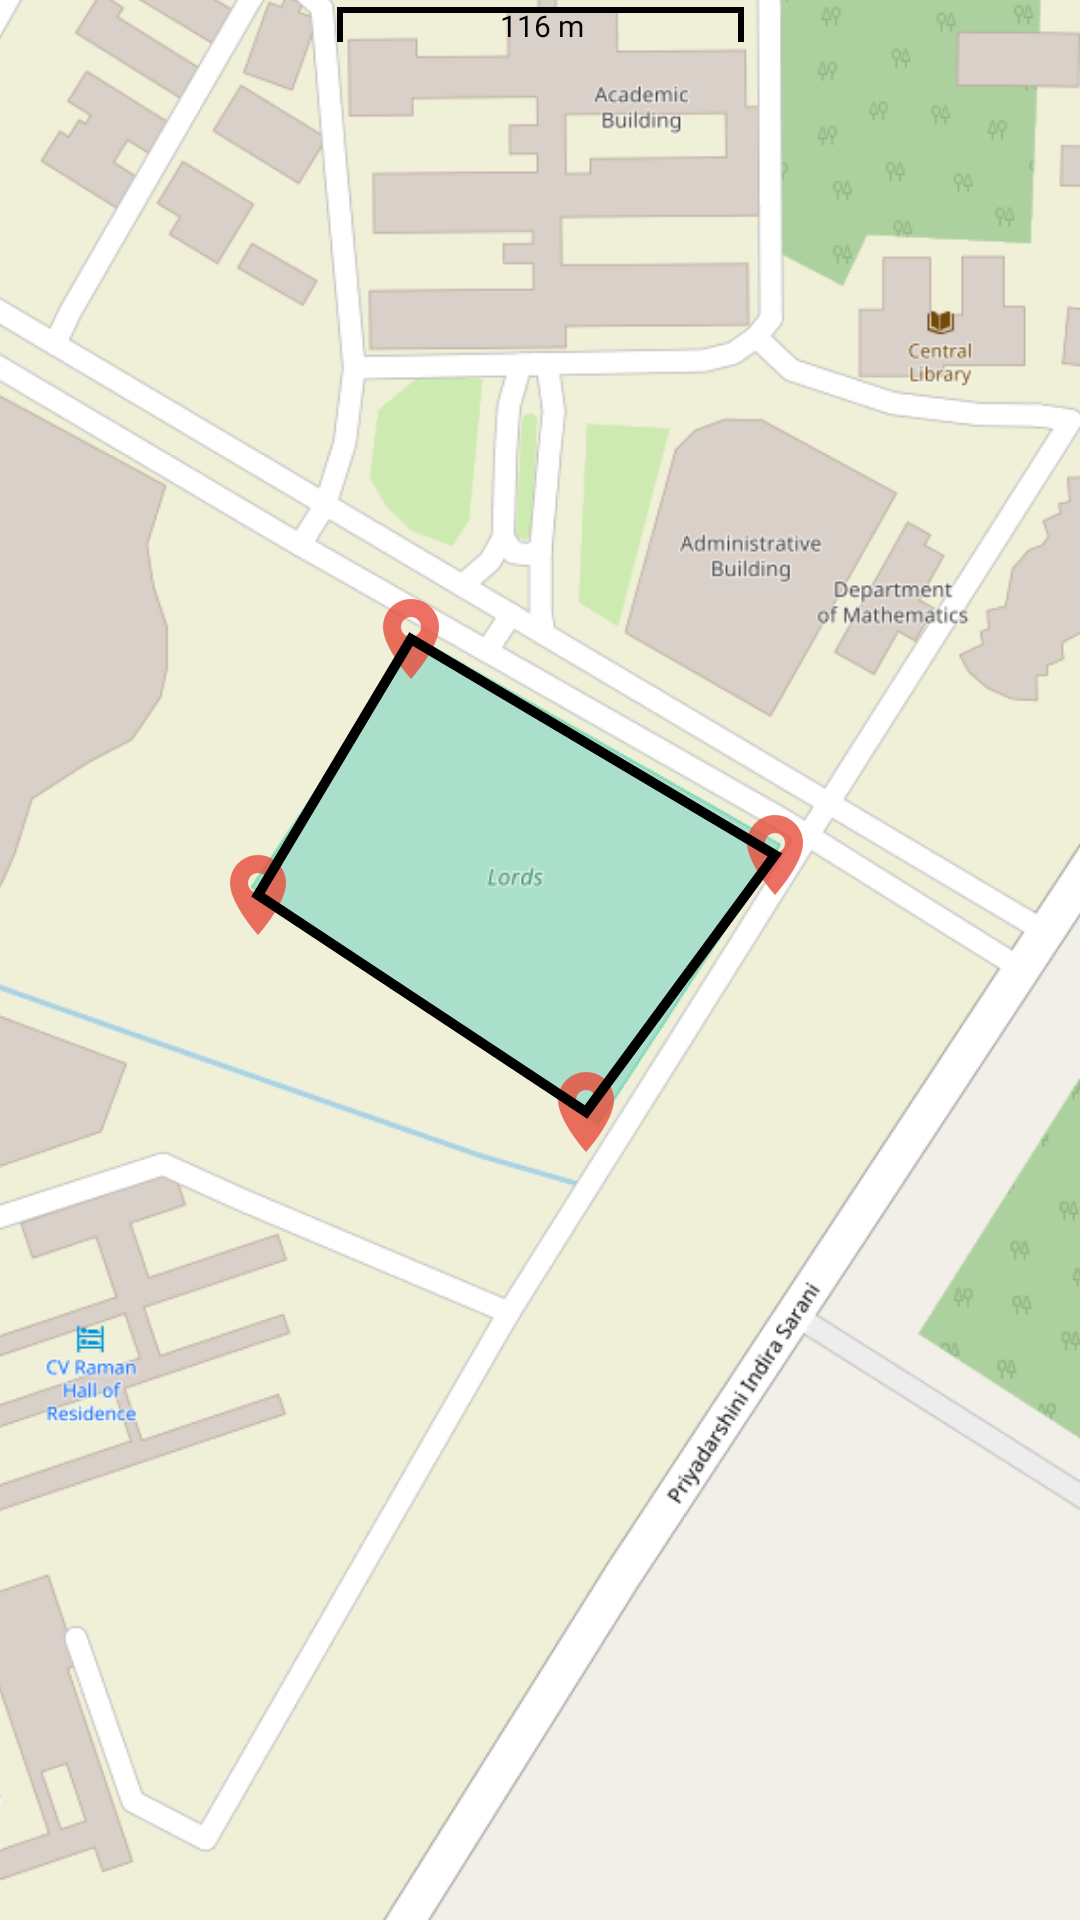 116 m
Academic
Building
Central
Library
Administrative
Building
Department
of Mathematics
Lords
Priyadarshini Indira Sarani
CV Raman
Hall of
Residence